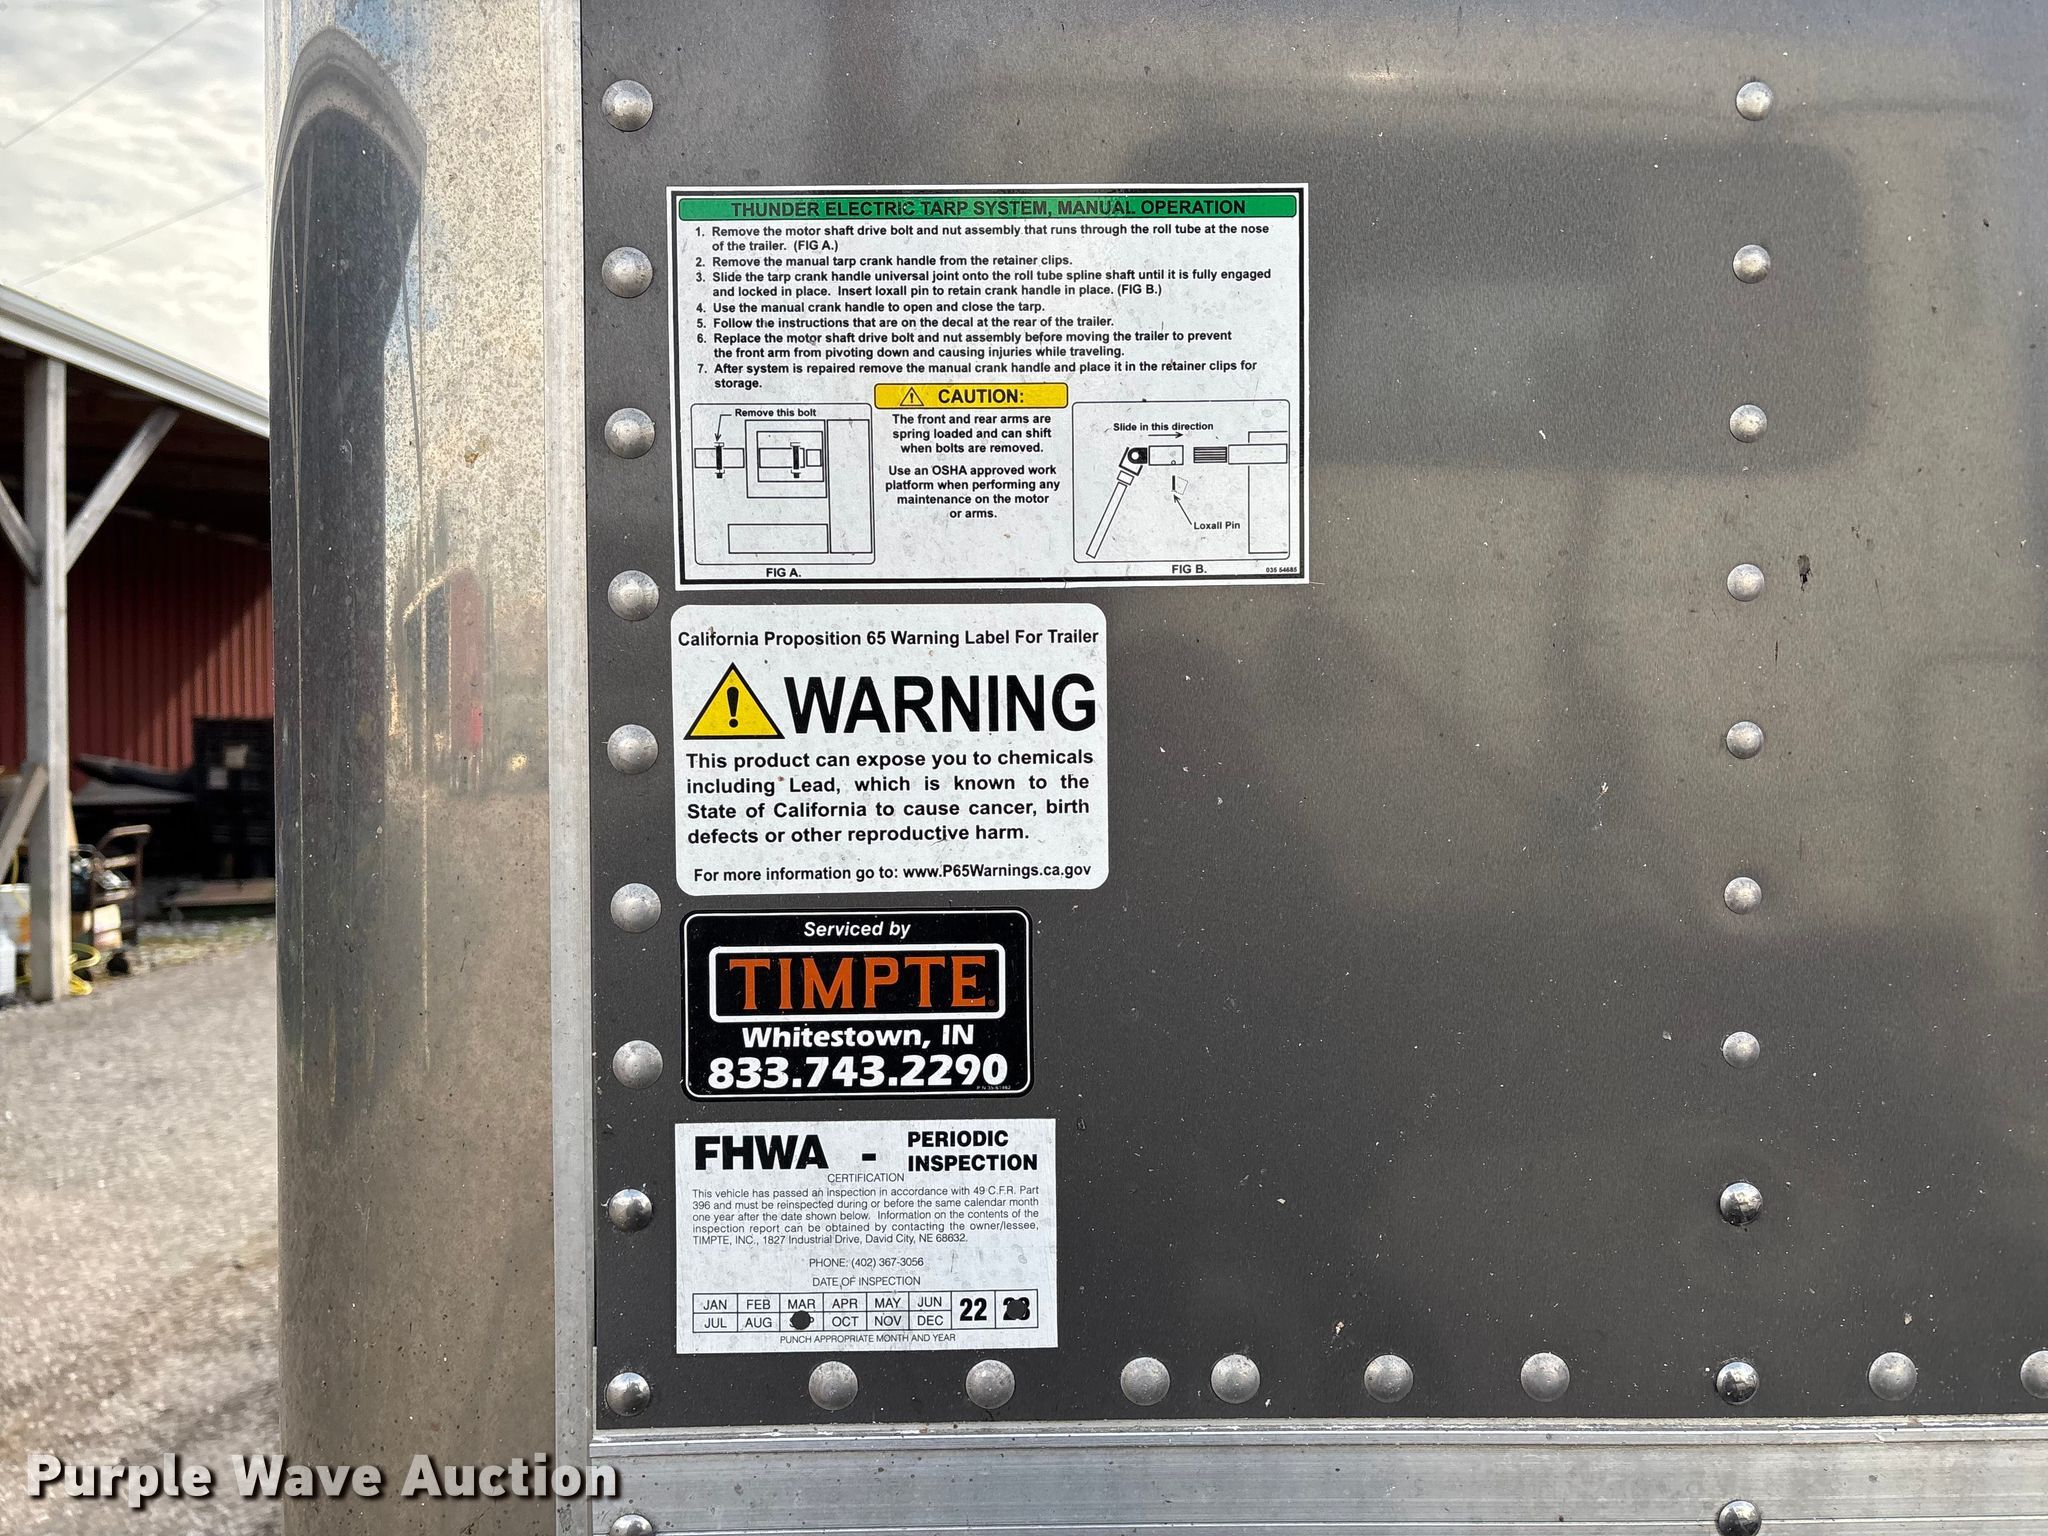 THUNDER ELECTRIC TARP SYSTEM, MANUAL OPERATION
1. Remove the motor shaft drive bolt and nut assembly that runs through the roll tube at the nose
of the trailer. (FIG A.)
2. Remove the manual tarp crank handle from the retainer clips.
3. Slide the tarp crank handle universal joint onto the roll tube spline shaft until it is fully engaged
and locked in place. Insert loxall pin to retain crank handle in place. (FIG B.)
4. Use the manual crank handle to open and close the tarp.
5. Follow the instructions that are on the decal at the rear of the trailer.
6. Replace the motor shaft drive bolt and nut assembly before moving the trailer to prevent
the front arm from pivoting down and causing injuries while traveling.
7. After system is repaired remove the manual crank handle and place it in the retainer clips for
storage.
Remove this bolt
FIG A.
CAUTION:
The front and rear arms are
spring loaded and can shift
when bolts are removed.
Use an OSHA approved work
platform when performing any
maintenance on the motor
or arms.
Slide in this direction
Loxall Pin
FIG B.
035 54685
California Proposition 65 Warning Label For Trailer
WARNING
This product can expose you to chemicals
including Lead, which is known to the
State of California to cause cancer, birth
defects or other reproductive harm.
For more information go to: www.P65Warnings.ca.gov
Serviced by
TIMPTE
Whitestown, IN
833.743.2290
FHWA - PERIODIC
INSPECTION
CERTIFICATION
This vehicle has passed an inspection in accordance with 49 C.F.R. Part
396 and must be reinspected during or before the same calendar month
one year after the date shown below. Information on the contents of the
inspection report can be obtained by contacting the owner/lessee,
TIMPTE, INC., 1827 Industrial Drive, David City, NE 68632.
PHONE: (402) 367-3056
DATE OF INSPECTION
JAN FEB MAR APR MAY JUN 22 23
JUL AUG SEP OCT NOV DEC
PUNCH APPROPRIATE MONTH AND YEAR
Purple Wave Auction